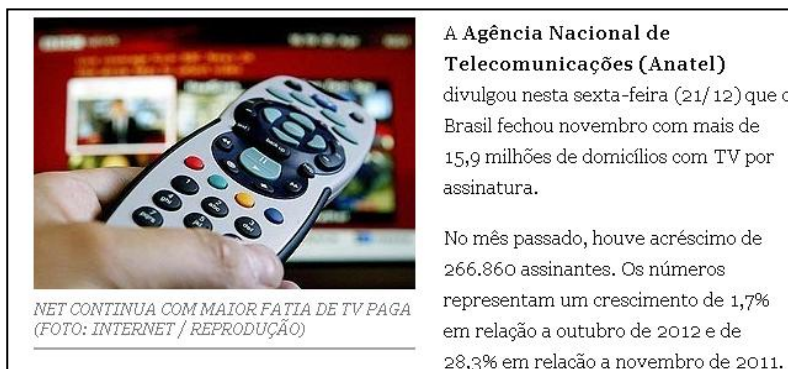 A Agência Nacional de
Telecomunicações (Anatel)
divulgou nesta sexta-feira (21/12) que
Brasil fechou novembro com mais de
15,9 milhões de domicílios com TV por
assinatura.
No mês passado, houve acréscimo de
266.860 assinantes. Os números
representam um crescimento de 1,7%
em relação a outubro de 2012 e de
28,3% em relação a novembro de 2011.
NET CONTINUA COM MAIOR FATIA DE TV PAGA
(FOTO: INTERNET / REPRODUÇÃO)